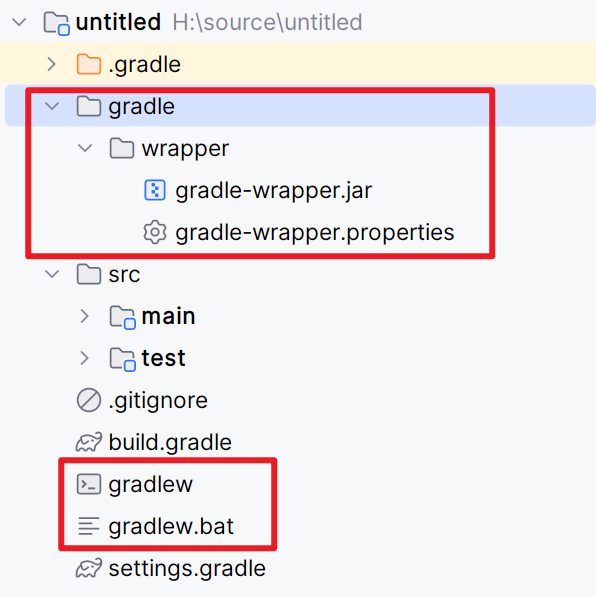 untitled H:\source\untitled
.gradle
gradle
wrapper
gradle-wrapper.jar
gradle-wrapper.properties
src
main
test
.gitignore
build.gradle
gradlew
gradlew.bat
settings.gradle